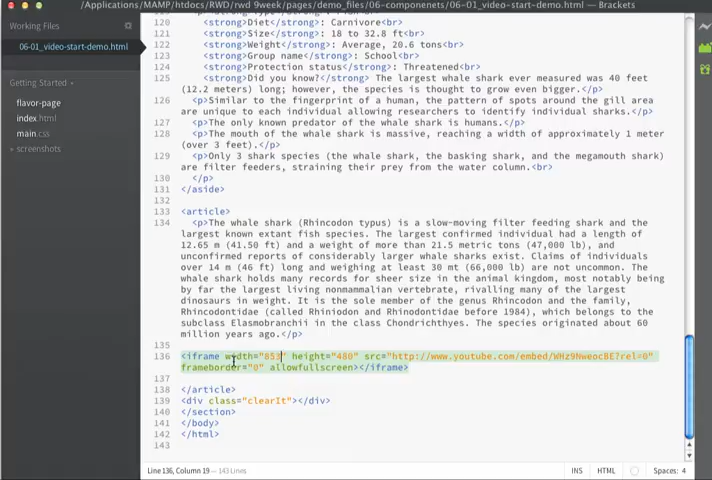 /Applications/MAMP/htdocs/RWD/rwd 9week/pages/demo_files/06-componenets/06-01_video-start-demo.html — Brackets
Working Files
06-01_video-start-demo.html
Getting Started
flavor-page
index.html
main.css
screenshots
120 <strong>Diet</strong>: Carnivore<br>
121 <strong>Size</strong>: 18 to 32.8 ft<br>
122 <strong>Weight</strong>: Average, 20.6 tons<br>
123 <strong>Group name</strong>: School<br>
124 <strong>Protection status</strong>: Threatened<br>
125 <strong>Did you know?</strong> The largest whale shark ever measured was 40 feet
(12.2 meters) long; however, the species is thought to grow even bigger.</p>
126 <p>Similar to the fingerprint of a human, the pattern of spots around the gill area
are unique to each individual allowing researchers to identify individual sharks.</p>
127 <p>The only known predator of the whale shark is humans.</p>
128 <p>The mouth of the whale shark is massive, reaching a width of approximately 1 meter
(over 3 feet).</p>
129 <p>Only 3 shark species (the whale shark, the basking shark, and the megamouth shark)
are filter feeders, straining their prey from the water column.<br>
130 </p>
131 </aside>
132
133 <article>
134 <p>The whale shark (Rhincodon typus) is a slow-moving filter feeding shark and the
largest known extant fish species. The largest confirmed individual had a length of
12.65 m (41.50 ft) and a weight of more than 21.5 metric tons (47,000 lb), and
unconfirmed reports of considerably larger whale sharks exist. Claims of individuals
over 14 m (46 ft) long and weighing at least 30 mt (66,000 lb) are not uncommon. The
whale shark holds many records for sheer size in the animal kingdom, most notably being
by far the largest living nonmammalian vertebrate, rivalling many of the largest
dinosaurs in weight. It is the sole member of the genus Rhincodon and the family,
Rhincodontidae (called Rhiniodon and Rhinodontidae before 1984), which belongs to the
subclass Elasmobranchii in the class Chondrichthyes. The species originated about 60
million years ago.</p>
135
136 <iframe width="853" height="480" src="http://www.youtube.com/embed/WHz9NweocBE?rel=0"
frameborder="0" allowfullscreen></iframe>
137
138 </article>
139 <div class="clearIt"></div>
140 </section>
141 </body>
142 </html>
143
Line 136, Column 19 — 143 Lines
INS HTML Spaces: 4